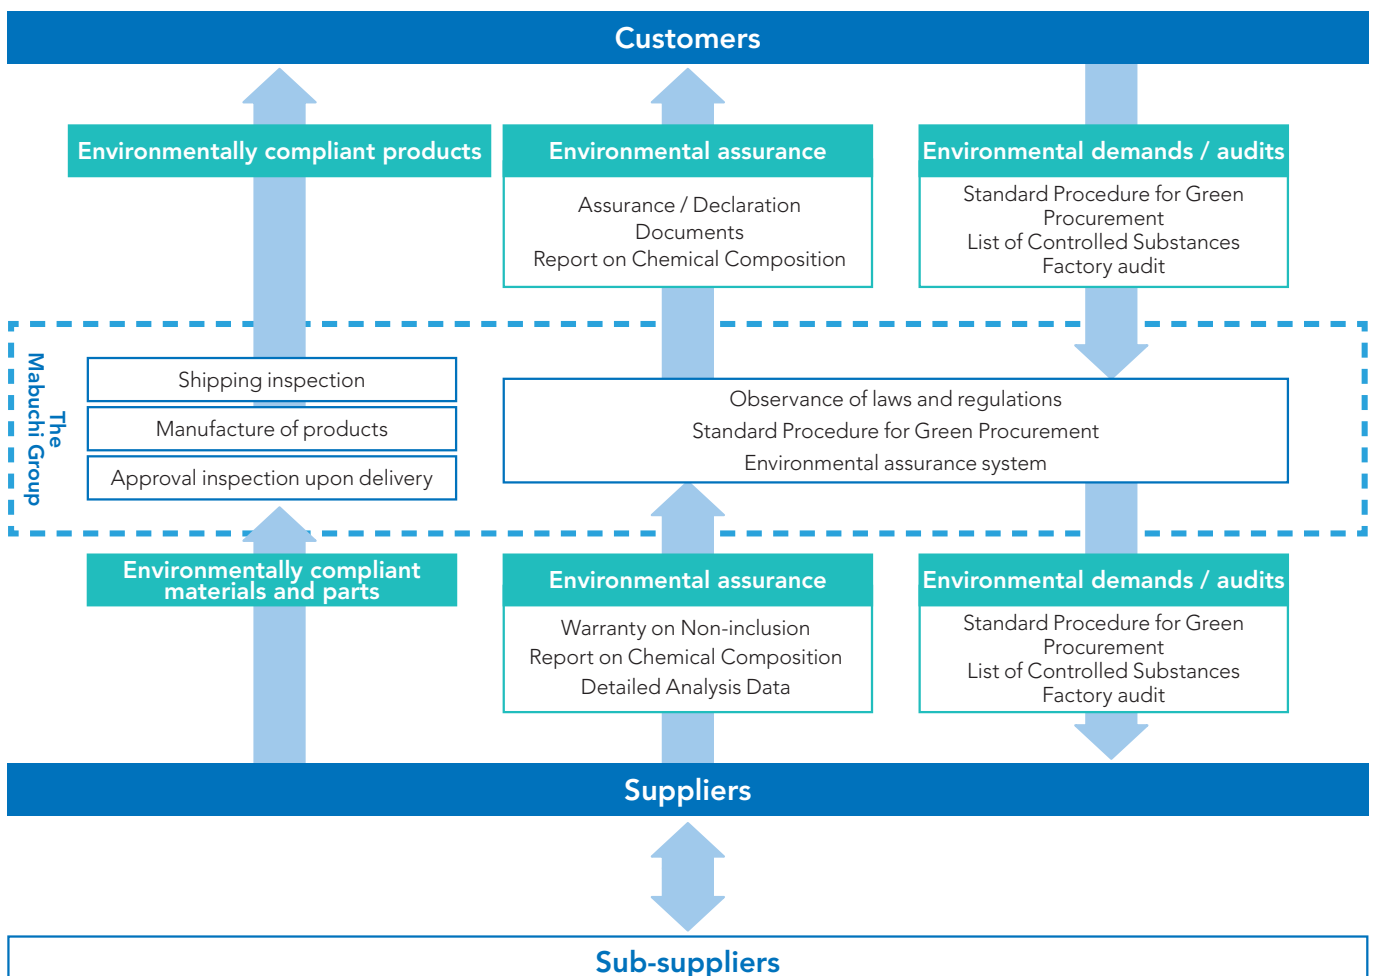 Customers
Environmentally compliant products
Environmental assurance
Assurance / Declaration
Documents
Report on Chemical Composition
Environmental demands / audits
Standard Procedure for Green
Procurement
List of Controlled Substances
Factory audit
The
Mabuchi Group
Shipping inspection
Manufacture of products
Approval inspection upon delivery
Observance of laws and regulations
Standard Procedure for Green Procurement
Environmental assurance system
Environmentally compliant
materials and parts
Environmental assurance
Warranty on Non-inclusion
Report on Chemical Composition
Detailed Analysis Data
Environmental demands / audits
Standard Procedure for Green
Procurement
List of Controlled Substances
Factory audit
Suppliers
Sub-suppliers